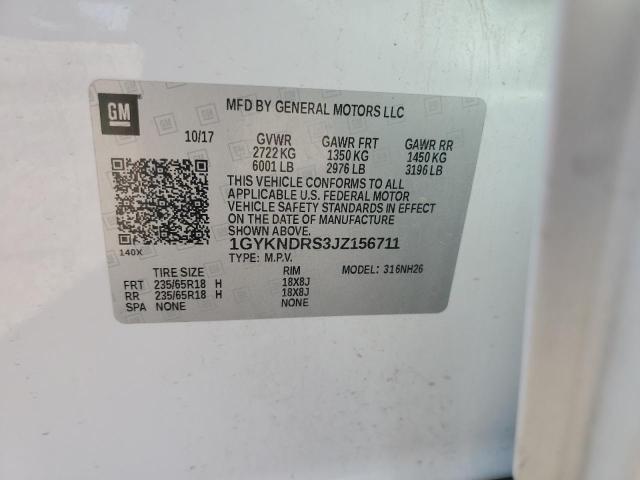 GM
MFD BY GENERAL MOTORS LLC
10/17 GVWR GAWR FRT GAWR RR
2722 KG 1350 KG 1450 KG
6001 LB 2976 LB 3196 LB
THIS VEHICLE CONFORMS TO ALL
APPLICABLE U.S. FEDERAL MOTOR
VEHICLE SAFETY STANDARDS IN EFFECT
ON THE DATE OF MANUFACTURE
SHOWN ABOVE.
140X 1GYKNDRS3JZ156711
TYPE: M.P.V.
TIRE SIZE RIM MODEL: 316NH26
FRT 235/65R18 H 18X8J
RR 235/65R18 H 18X8J
SPA NONE NONE